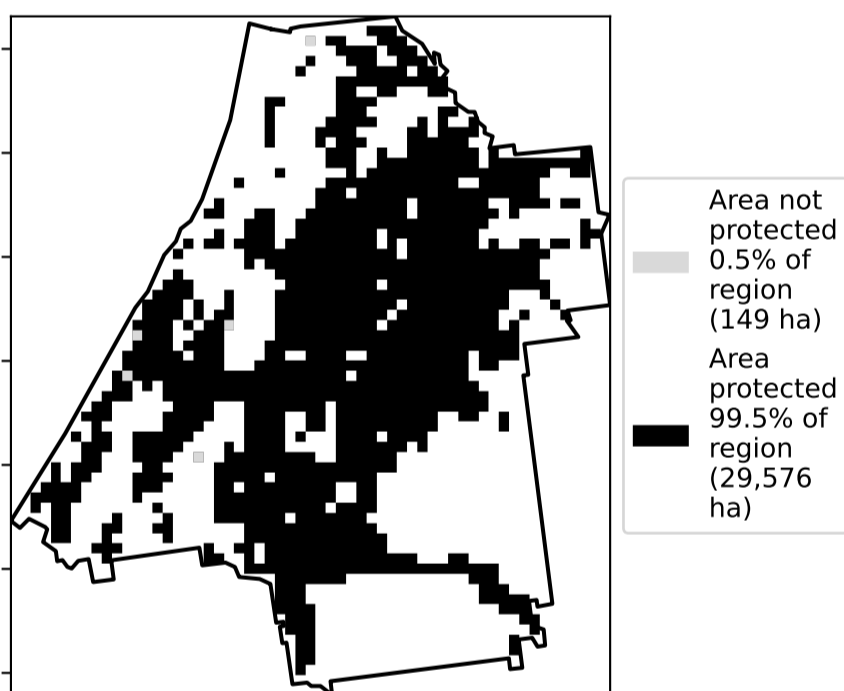 Area not
protected
0.5% of
region
(149 ha)
Area
protected
99.5% of
region
(29,576
ha)